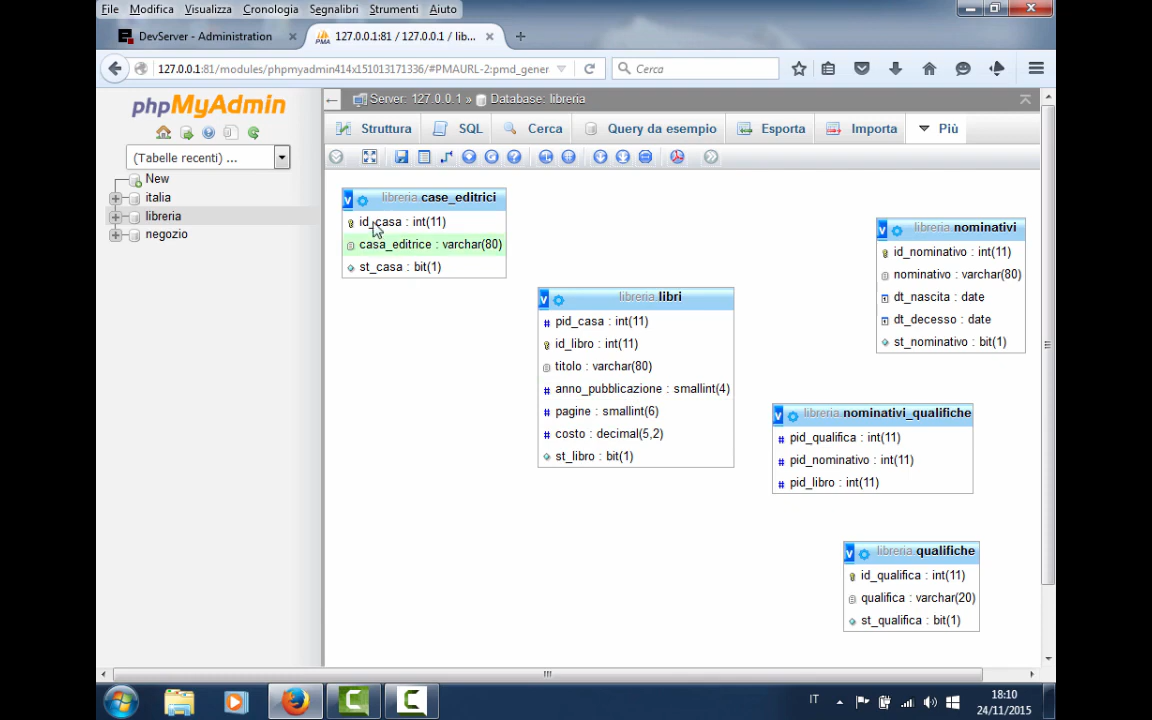 File Modifica Visualizza Cronologia Segnalibri Strumenti Aiuto
DevServer - Administration
127.0.0.1:81 / 127.0.0.1 / lib...
127.0.0.1:81/modules/phpmyadmin414x151013171336/#PMAURL-2:pmd_gener
Cerca
phpMyAdmin
(Tabelle recenti) ...
New
italia
libreria
negozio
Server: 127.0.0.1 » Database: libreria
Struttura SQL Cerca Query da esempio Esporta Importa Più
libreria.case_editrici
id_casa : int(11)
casa_editrice : varchar(80)
st_casa : bit(1)
libreria.libri
pid_casa : int(11)
id_libro : int(11)
titolo : varchar(80)
anno_pubblicazione : smallint(4)
pagine : smallint(6)
costo : decimal(5,2)
st_libro : bit(1)
libreria.nominativi
id_nominativo : int(11)
nominativo : varchar(80)
dt_nascita : date
dt_decesso : date
st_nominativo : bit(1)
libreria.nominativi_qualifiche
pid_qualifica : int(11)
pid_nominativo : int(11)
pid_libro : int(11)
libreria.qualifiche
id_qualifica : int(11)
qualifica : varchar(20)
st_qualifica : bit(1)
IT
18:10
24/11/2015